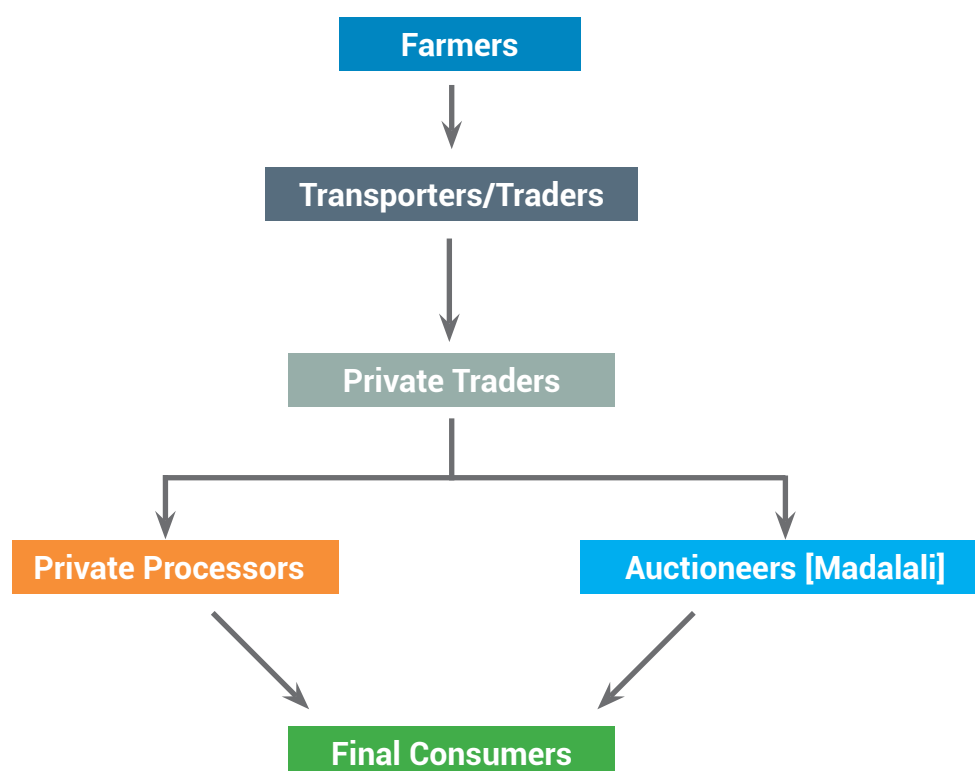 Farmers
Transporters/Traders
Private Traders
Private Processors
Auctioneers [Madalali]
Final Consumers